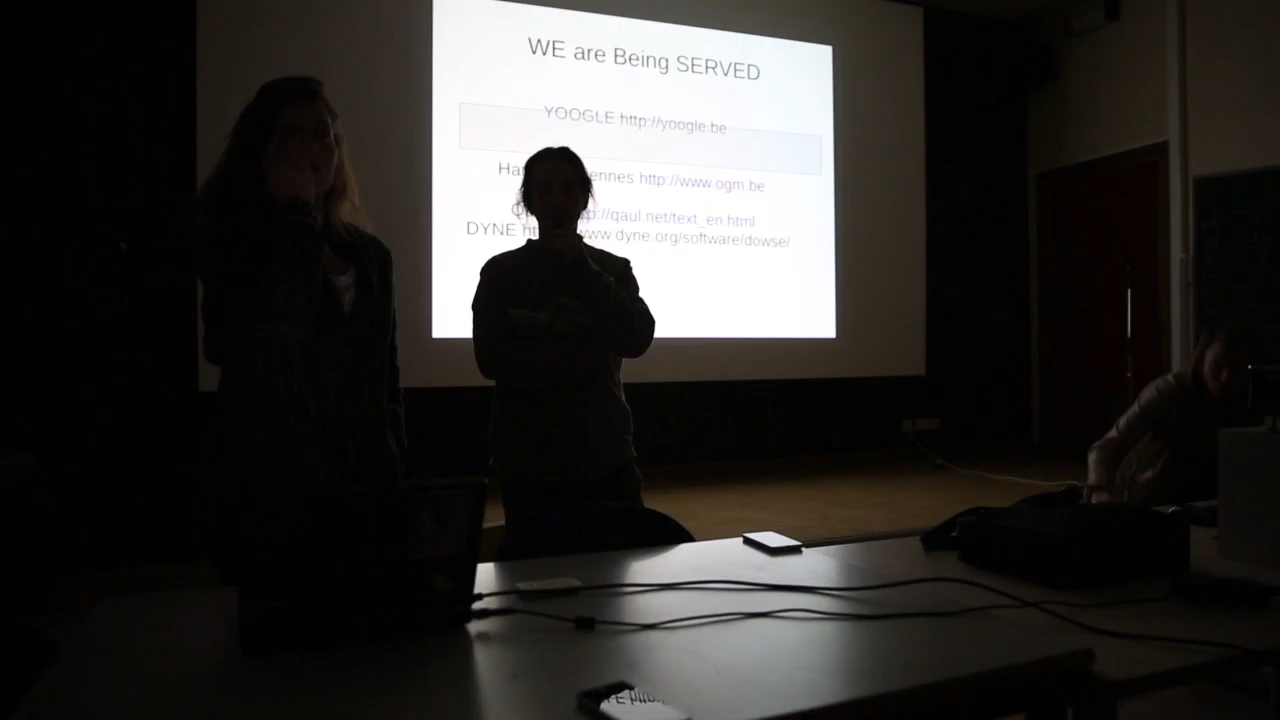 WE are Being SERVED
YOOGLE http://yoogle.be
ennes http://www.ogm.be
p://qaul.net/text_en.html
DYNE ht www.dyne.org/software/dowse/